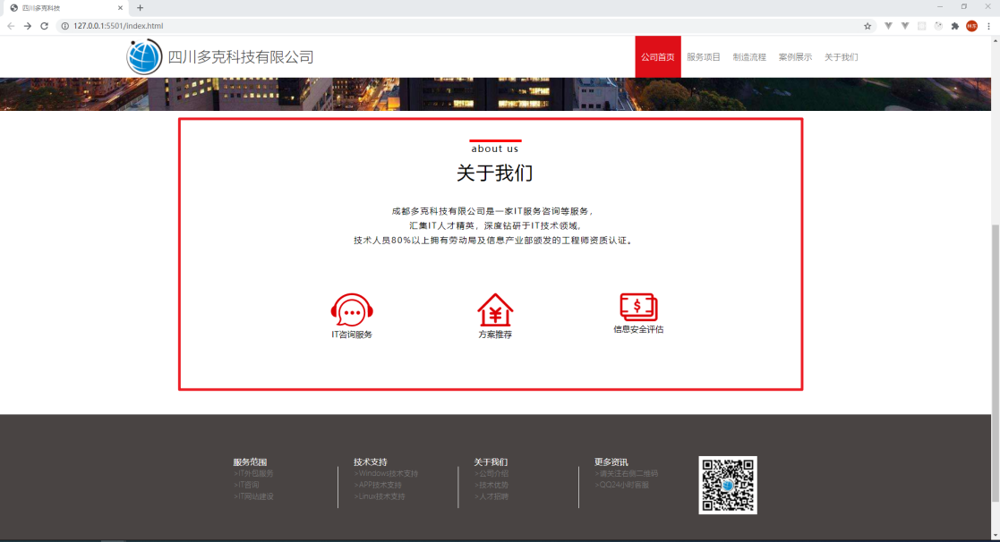 四川多克科技
127.0.0.1:5501/index.html
四川多克科技有限公司
公司首页 服务项目 制造流程 案例展示 关于我们
about us
关于我们
成都多克科技有限公司是一家IT服务咨询等服务，
汇集IT人才精英，深度钻研于IT技术领域，
技术人员80%以上拥有劳动局及信息产业部颁发的工程师资质认证。
IT咨询服务 方案推荐 信息安全评估
服务范围
>IT外包服务
>IT咨询
>IT网站建设
技术支持
>Windows技术支持
>APP技术支持
>Linux技术支持
关于我们
>公司介绍
>技术优势
>人才招聘
更多资讯
>请关注右侧二维码
>QQ24小时客服